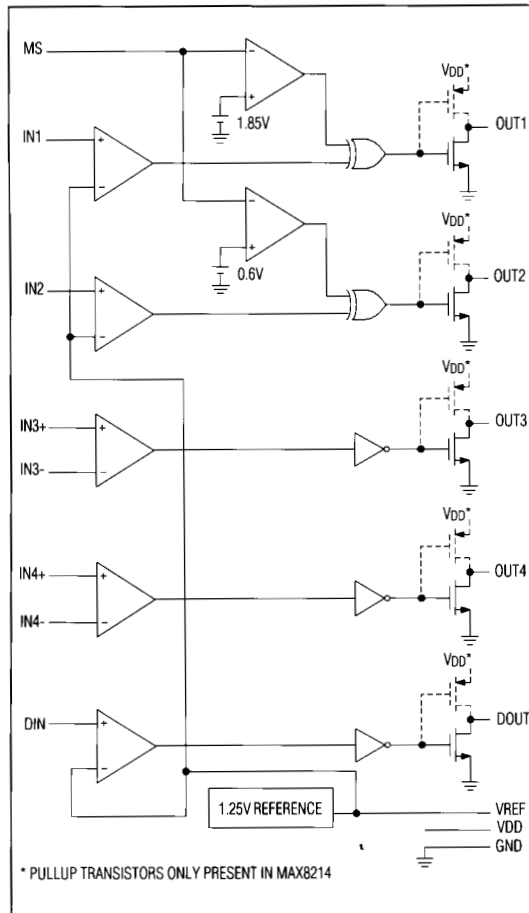 MS
−
+
1.85V
VDD*
OUT1
IN1
+
−
−
+
0.6V
VDD*
OUT2
IN2
+
−
VDD*
OUT3
IN3+
+
IN3-
−
VDD*
OUT4
IN4+
+
IN4-
−
VDD*
DOUT
DIN
+
−
1.25V REFERENCE
VREF
VDD
GND
* PULLUP TRANSISTORS ONLY PRESENT IN MAX8214